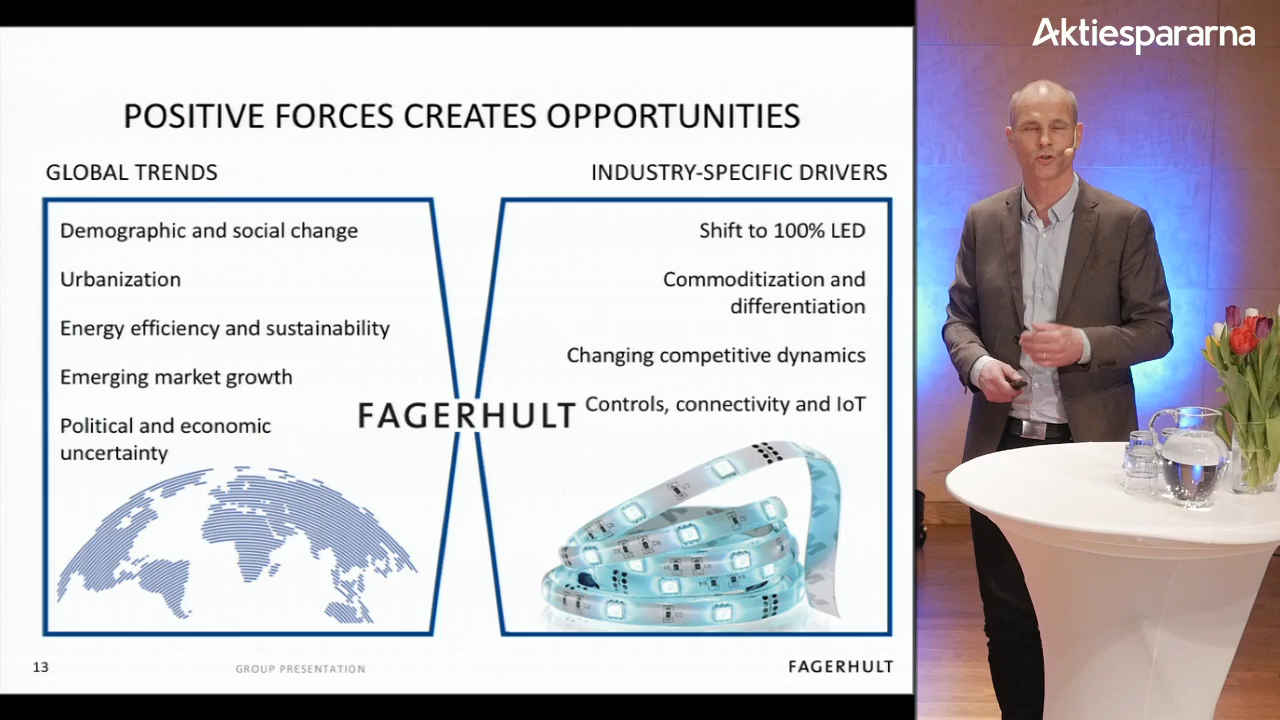 Aktiespararna
POSITIVE FORCES CREATES OPPORTUNITIES
GLOBAL TRENDS
Demographic and social change
Urbanization
Energy efficiency and sustainability
Emerging market growth
Political and economic
uncertainty
INDUSTRY-SPECIFIC DRIVERS
Shift to 100% LED
Commoditization and
differentiation
Changing competitive dynamics
Controls, connectivity and IoT
FAGERHULT
13
GROUP PRESENTATION
FAGERHULT